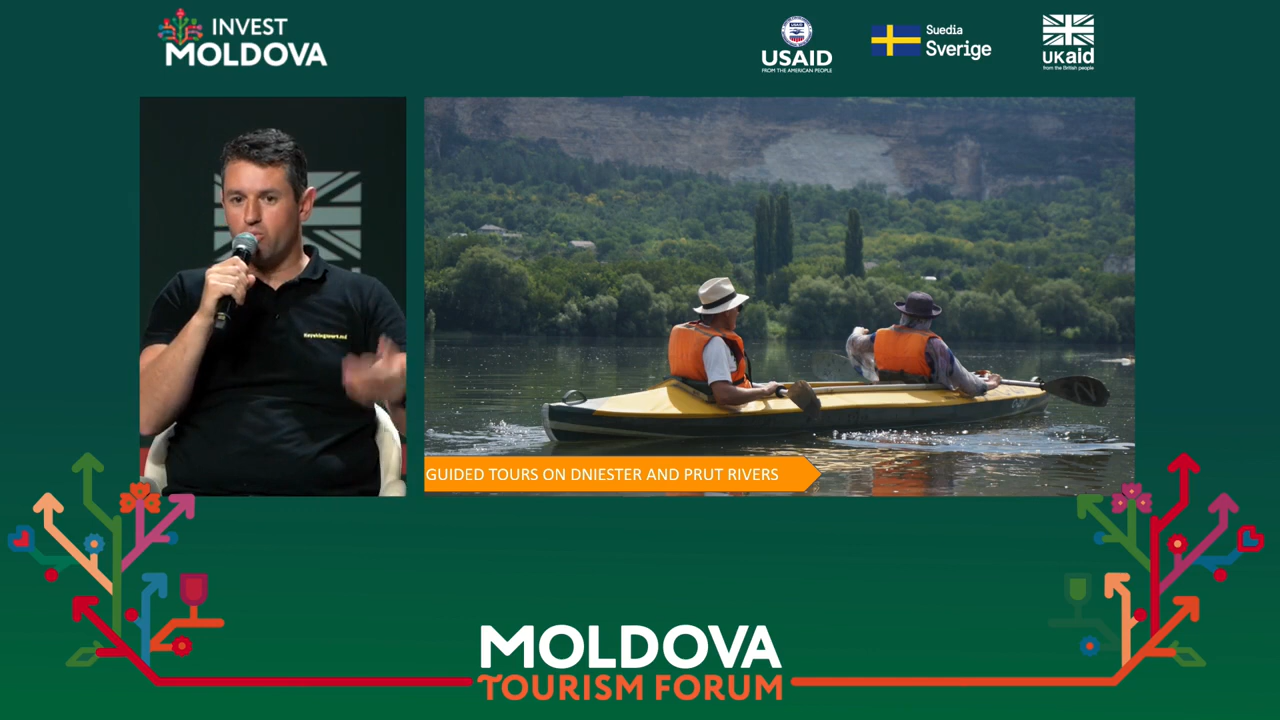 INVEST
MOLDOVA
USAID
FROM THE AMERICAN PEOPLE
Suedia
Sverige
UKaid
from the British people
GUIDED TOURS ON DNIESTER AND PRUT RIVERS
MOLDOVA
TOURISM FORUM